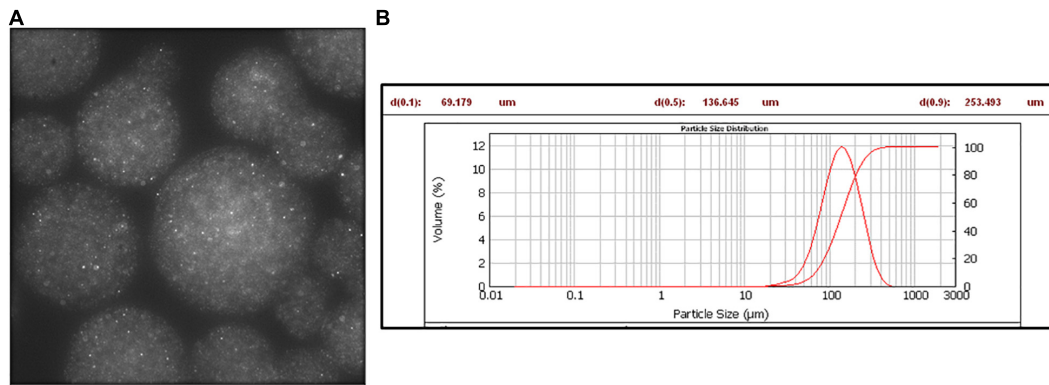 A
B
d(0.1): 69.179 um d(0.5): 136.645 um d(0.9): 253.493 um
Particle Size Distribution
Volume (%)
12
10
8
6
4
2
0
100
80
60
40
20
0
0.01 0.1 1 10 100 1000 3000
Particle Size (µm)